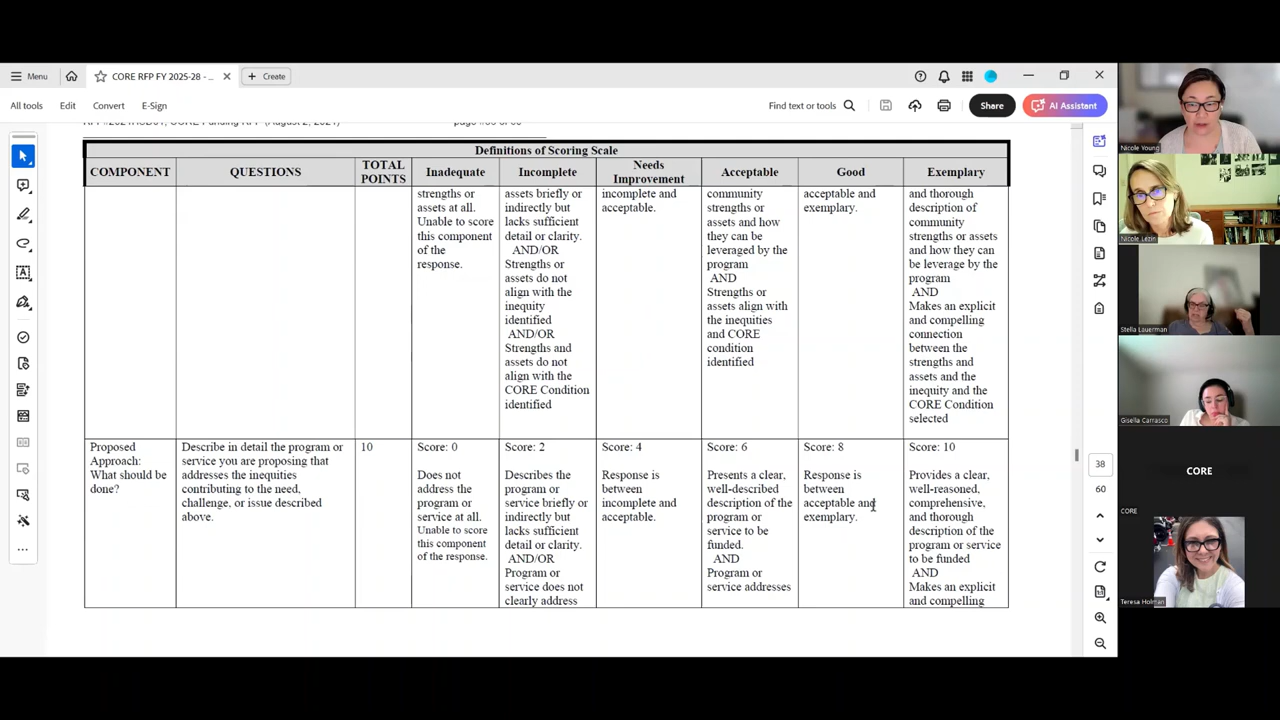 Menu
CORE RFP FY 2025-28 - ...
Create
All tools
Edit
Convert
E-Sign
Find text or tools
Share
AI Assistant
Definitions of Scoring Scale
COMPONENT
QUESTIONS
TOTAL
POINTS
Inadequate
Incomplete
Needs
Improvement
Acceptable
Good
Exemplary
strengths or
assets at all.
Unable to score
this component
of the
response.
assets briefly or
indirectly but
lacks sufficient
detail or clarity.
AND/OR
Strengths or
assets do not
align with the
inequity
identified
AND/OR
Strengths and
assets do not
align with the
CORE Condition
identified
incomplete and
acceptable.
community
strengths or
assets and how
they can be
leveraged by the
program
AND
Strengths or
assets align with
the inequities
and CORE
condition
identified
acceptable and
exemplary.
and thorough
description of
community
strengths or assets
and how they can
be leverage by the
program
AND
Makes an explicit
and compelling
connection
between the
strengths and
assets and the
inequity and the
CORE Condition
selected
Proposed
Approach:
What should be
done?
Describe in detail the program or
service you are proposing that
addresses the inequities
contributing to the need,
challenge, or issue described
above.
10
Score: 0
Does not
address the
program or
service at all.
Unable to score
this component
of the response.
Score: 2
Describes the
program or
service briefly or
indirectly but
lacks sufficient
detail or clarity.
AND/OR
Program or
service does not
clearly address
Score: 4
Response is
between
incomplete and
acceptable.
Score: 6
Presents a clear,
well-described
description of the
program or
service to be
funded.
AND
Program or
service addresses
Score: 8
Response is
between
acceptable and
exemplary.
Score: 10
Provides a clear,
well-reasoned,
comprehensive,
and thorough
description of the
program or service
to be funded
AND
Makes an explicit
and compelling
38
60
Nicole Young
Nicole Lezin
Stella Lauerman
Gisella Carrasco
CORE
CORE
Teresa Holman